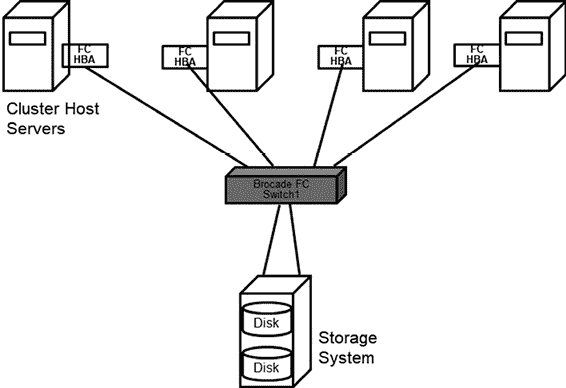 FC
HBA
FC
HBA
FC
HBA
FC
HBA
Cluster Host
Servers
Brocade FC
Switch1
Disk
Disk
Storage
System